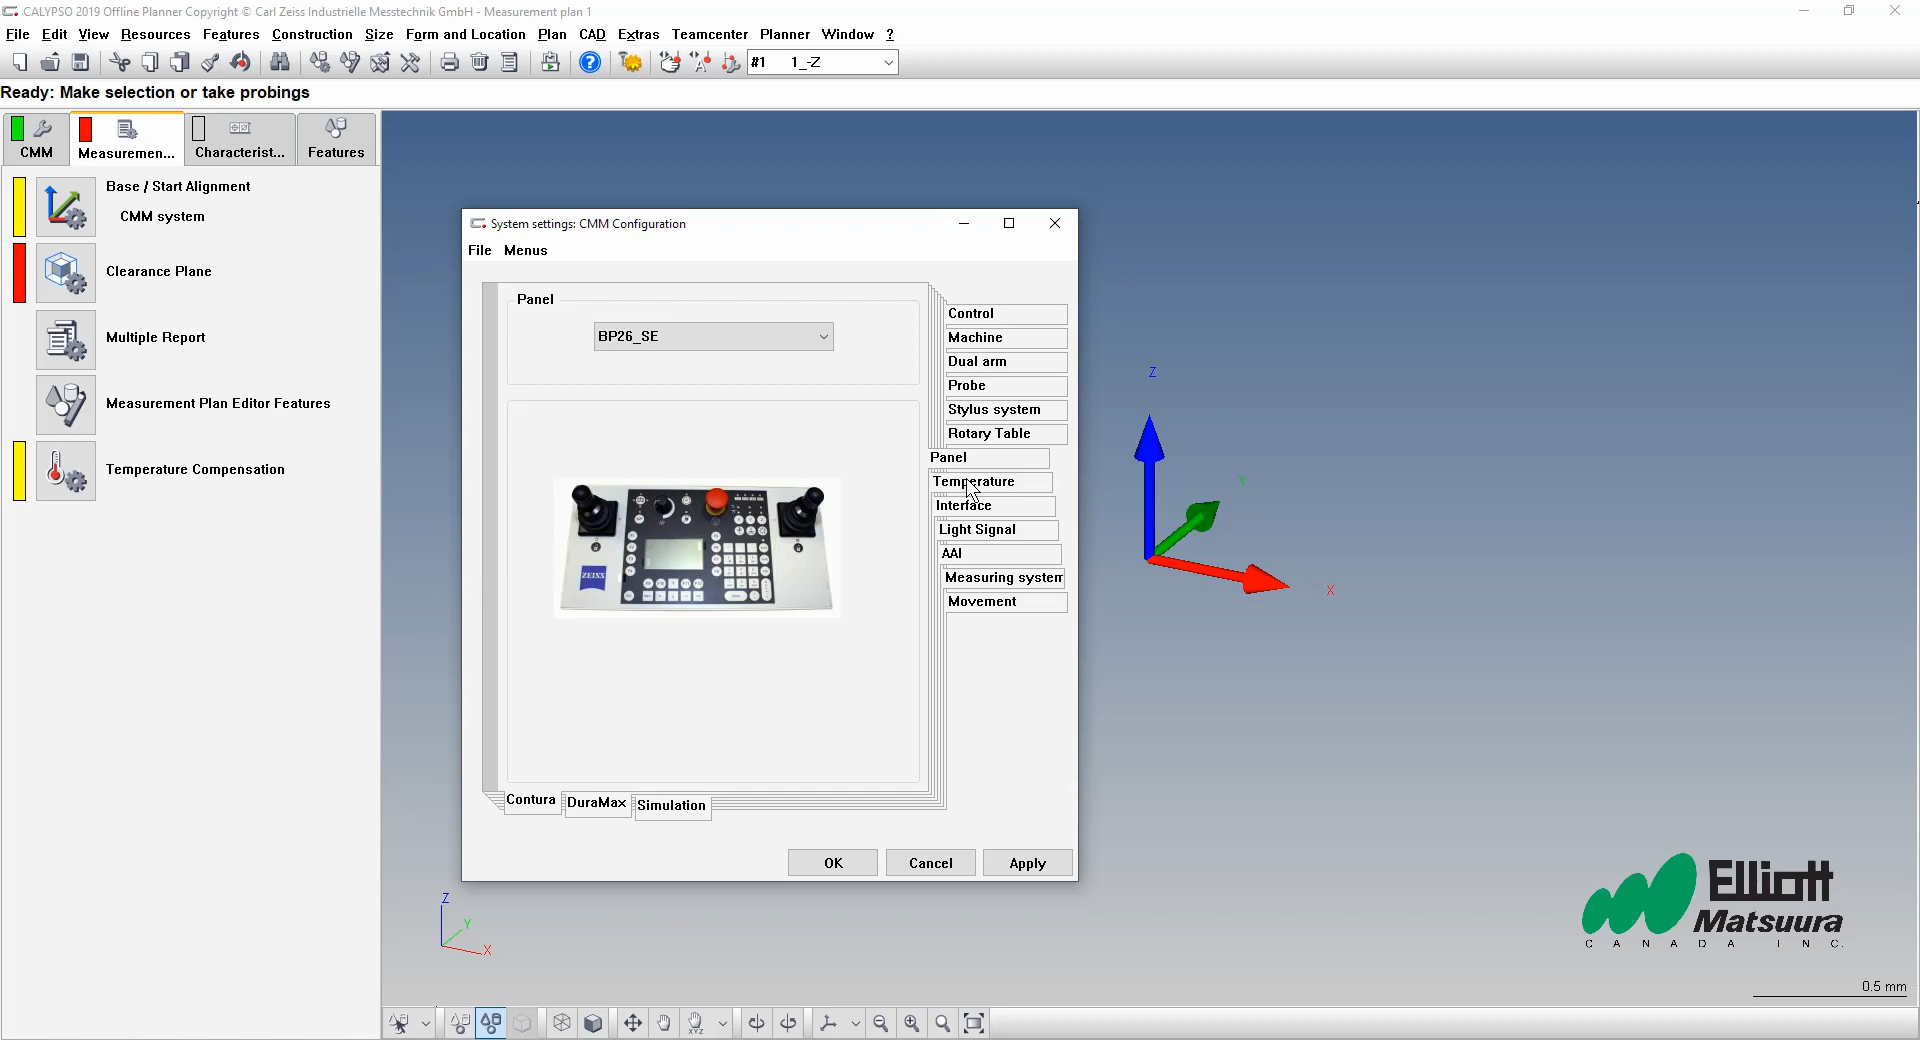 CALYPSO 2019 Offline Planner Copyright © Carl Zeiss Industrielle Messtechnik GmbH - Measurement plan 1
File Edit View Resources Features Construction Size Form and Location Plan CAD Extras Teamcenter Planner Window ?
#1 1_-Z
Ready: Make selection or take probings
CMM
Measuremen...
Characterist...
Features
Base / Start Alignment
CMM system
Clearance Plane
Multiple Report
Measurement Plan Editor Features
Temperature Compensation
System settings: CMM Configuration
File Menus
Panel
BP26_SE
ZEISS
Control
Machine
Dual arm
Probe
Stylus system
Rotary Table
Panel
Temperature
Interface
Light Signal
AAI
Measuring system
Movement
Contura
DuraMax
Simulation
OK
Cancel
Apply
Z
Y
X
Z
Y
X
Elliott
Matsuura
CANADA INC.
0.5 mm
XYZ